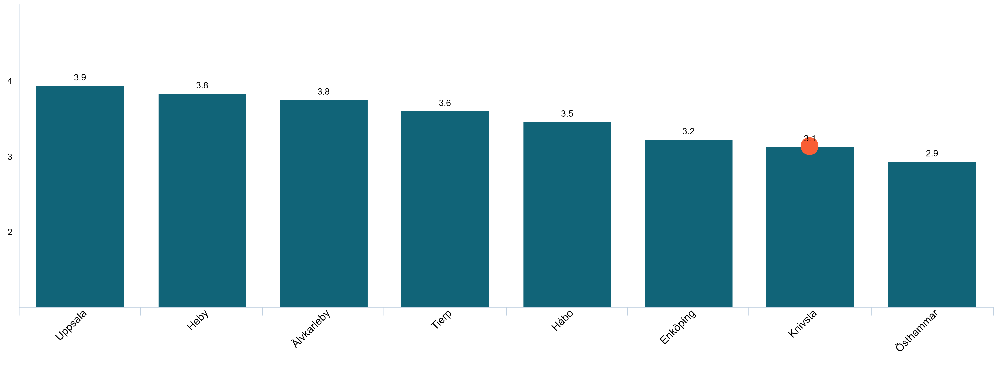 4
3
2
3.9
3.8
3.8
3.6
3.5
3.2
3.1
2.9
Uppsala
Heby
Älvkarleby
Tierp
Håbo
Enköping
Knivsta
Östhammar